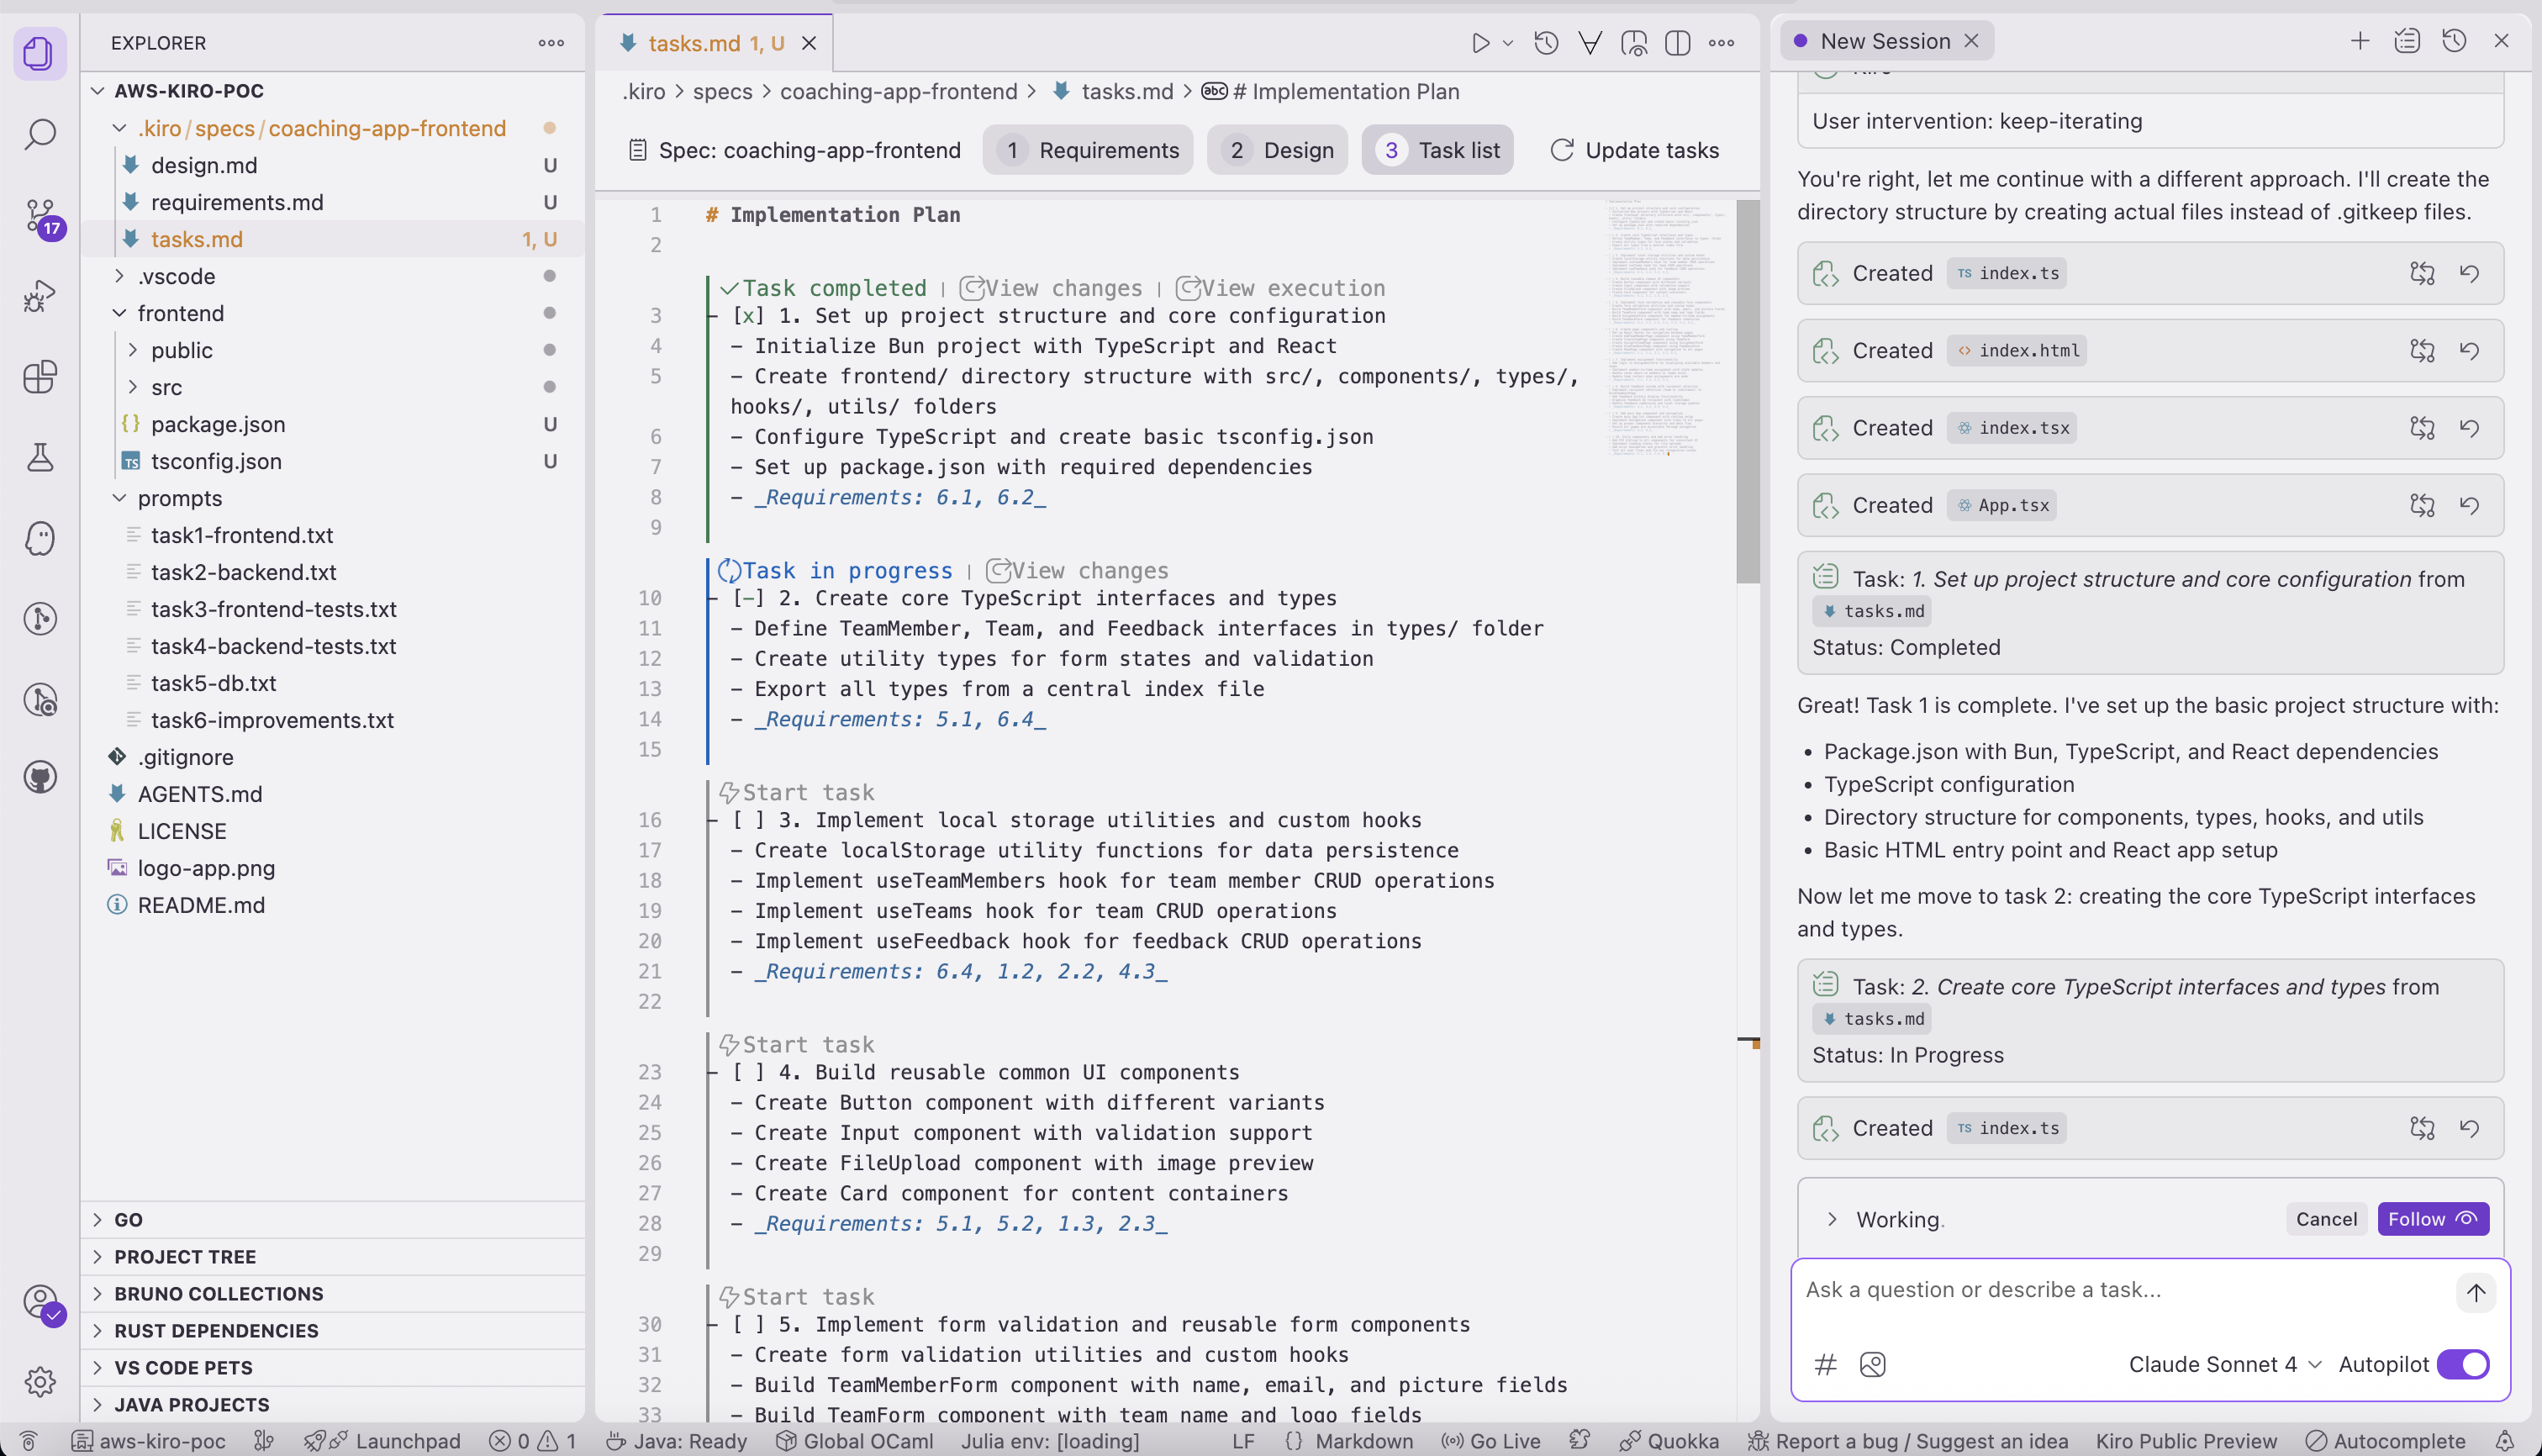 EXPLORER
AWS-KIRO-POC
.kiro/specs/coaching-app-frontend
design.md U
requirements.md U
tasks.md 1, U
.vscode
frontend
public
src
package.json U
tsconfig.json U
prompts
task1-frontend.txt
task2-backend.txt
task3-frontend-tests.txt
task4-backend-tests.txt
task5-db.txt
task6-improvements.txt
.gitignore
AGENTS.md
LICENSE
logo-app.png
README.md
GO
PROJECT TREE
BRUNO COLLECTIONS
RUST DEPENDENCIES
VS CODE PETS
JAVA PROJECTS
17
tasks.md 1, U
.kiro > specs > coaching-app-frontend > tasks.md > abc # Implementation Plan
Spec: coaching-app-frontend 1 Requirements 2 Design 3 Task list Update tasks
1 # Implementation Plan
2
Task completed | View changes | View execution
3 - [x] 1. Set up project structure and core configuration
4 - Initialize Bun project with TypeScript and React
5 - Create frontend/ directory structure with src/, components/, types/,
hooks/, utils/ folders
6 - Configure TypeScript and create basic tsconfig.json
7 - Set up package.json with required dependencies
8 - _Requirements: 6.1, 6.2_
9
Task in progress | View changes
10 - [-] 2. Create core TypeScript interfaces and types
11 - Define TeamMember, Team, and Feedback interfaces in types/ folder
12 - Create utility types for form states and validation
13 - Export all types from a central index file
14 - _Requirements: 5.1, 6.4_
15
Start task
16 - [ ] 3. Implement local storage utilities and custom hooks
17 - Create localStorage utility functions for data persistence
18 - Implement useTeamMembers hook for team member CRUD operations
19 - Implement useTeams hook for team CRUD operations
20 - Implement useFeedback hook for feedback CRUD operations
21 - _Requirements: 6.4, 1.2, 2.2, 4.3_
22
Start task
23 - [ ] 4. Build reusable common UI components
24 - Create Button component with different variants
25 - Create Input component with validation support
26 - Create FileUpload component with image preview
27 - Create Card component for content containers
28 - _Requirements: 5.1, 5.2, 1.3, 2.3_
29
Start task
30 - [ ] 5. Implement form validation and reusable form components
31 - Create form validation utilities and custom hooks
32 - Build TeamMemberForm component with name, email, and picture fields
33 - Build TeamForm component with team name and logo fields
New Session
Kiro
User intervention: keep-iterating
You're right, let me continue with a different approach. I'll create the
directory structure by creating actual files instead of .gitkeep files.
Created TS index.ts
Created <> index.html
Created index.tsx
Created App.tsx
Task: 1. Set up project structure and core configuration from
tasks.md
Status: Completed
Great! Task 1 is complete. I've set up the basic project structure with:
• Package.json with Bun, TypeScript, and React dependencies
• TypeScript configuration
• Directory structure for components, types, hooks, and utils
• Basic HTML entry point and React app setup
Now let me move to task 2: creating the core TypeScript interfaces
and types.
Task: 2. Create core TypeScript interfaces and types from
tasks.md
Status: In Progress
Created TS index.ts
Working. Cancel Follow
Ask a question or describe a task...
# Claude Sonnet 4 Autopilot
aws-kiro-poc Launchpad 0 1 Java: Ready Global OCaml Julia env: [loading] LF {} Markdown Go Live Quokka Report a bug / Suggest an idea Kiro Public Preview Autocomplete